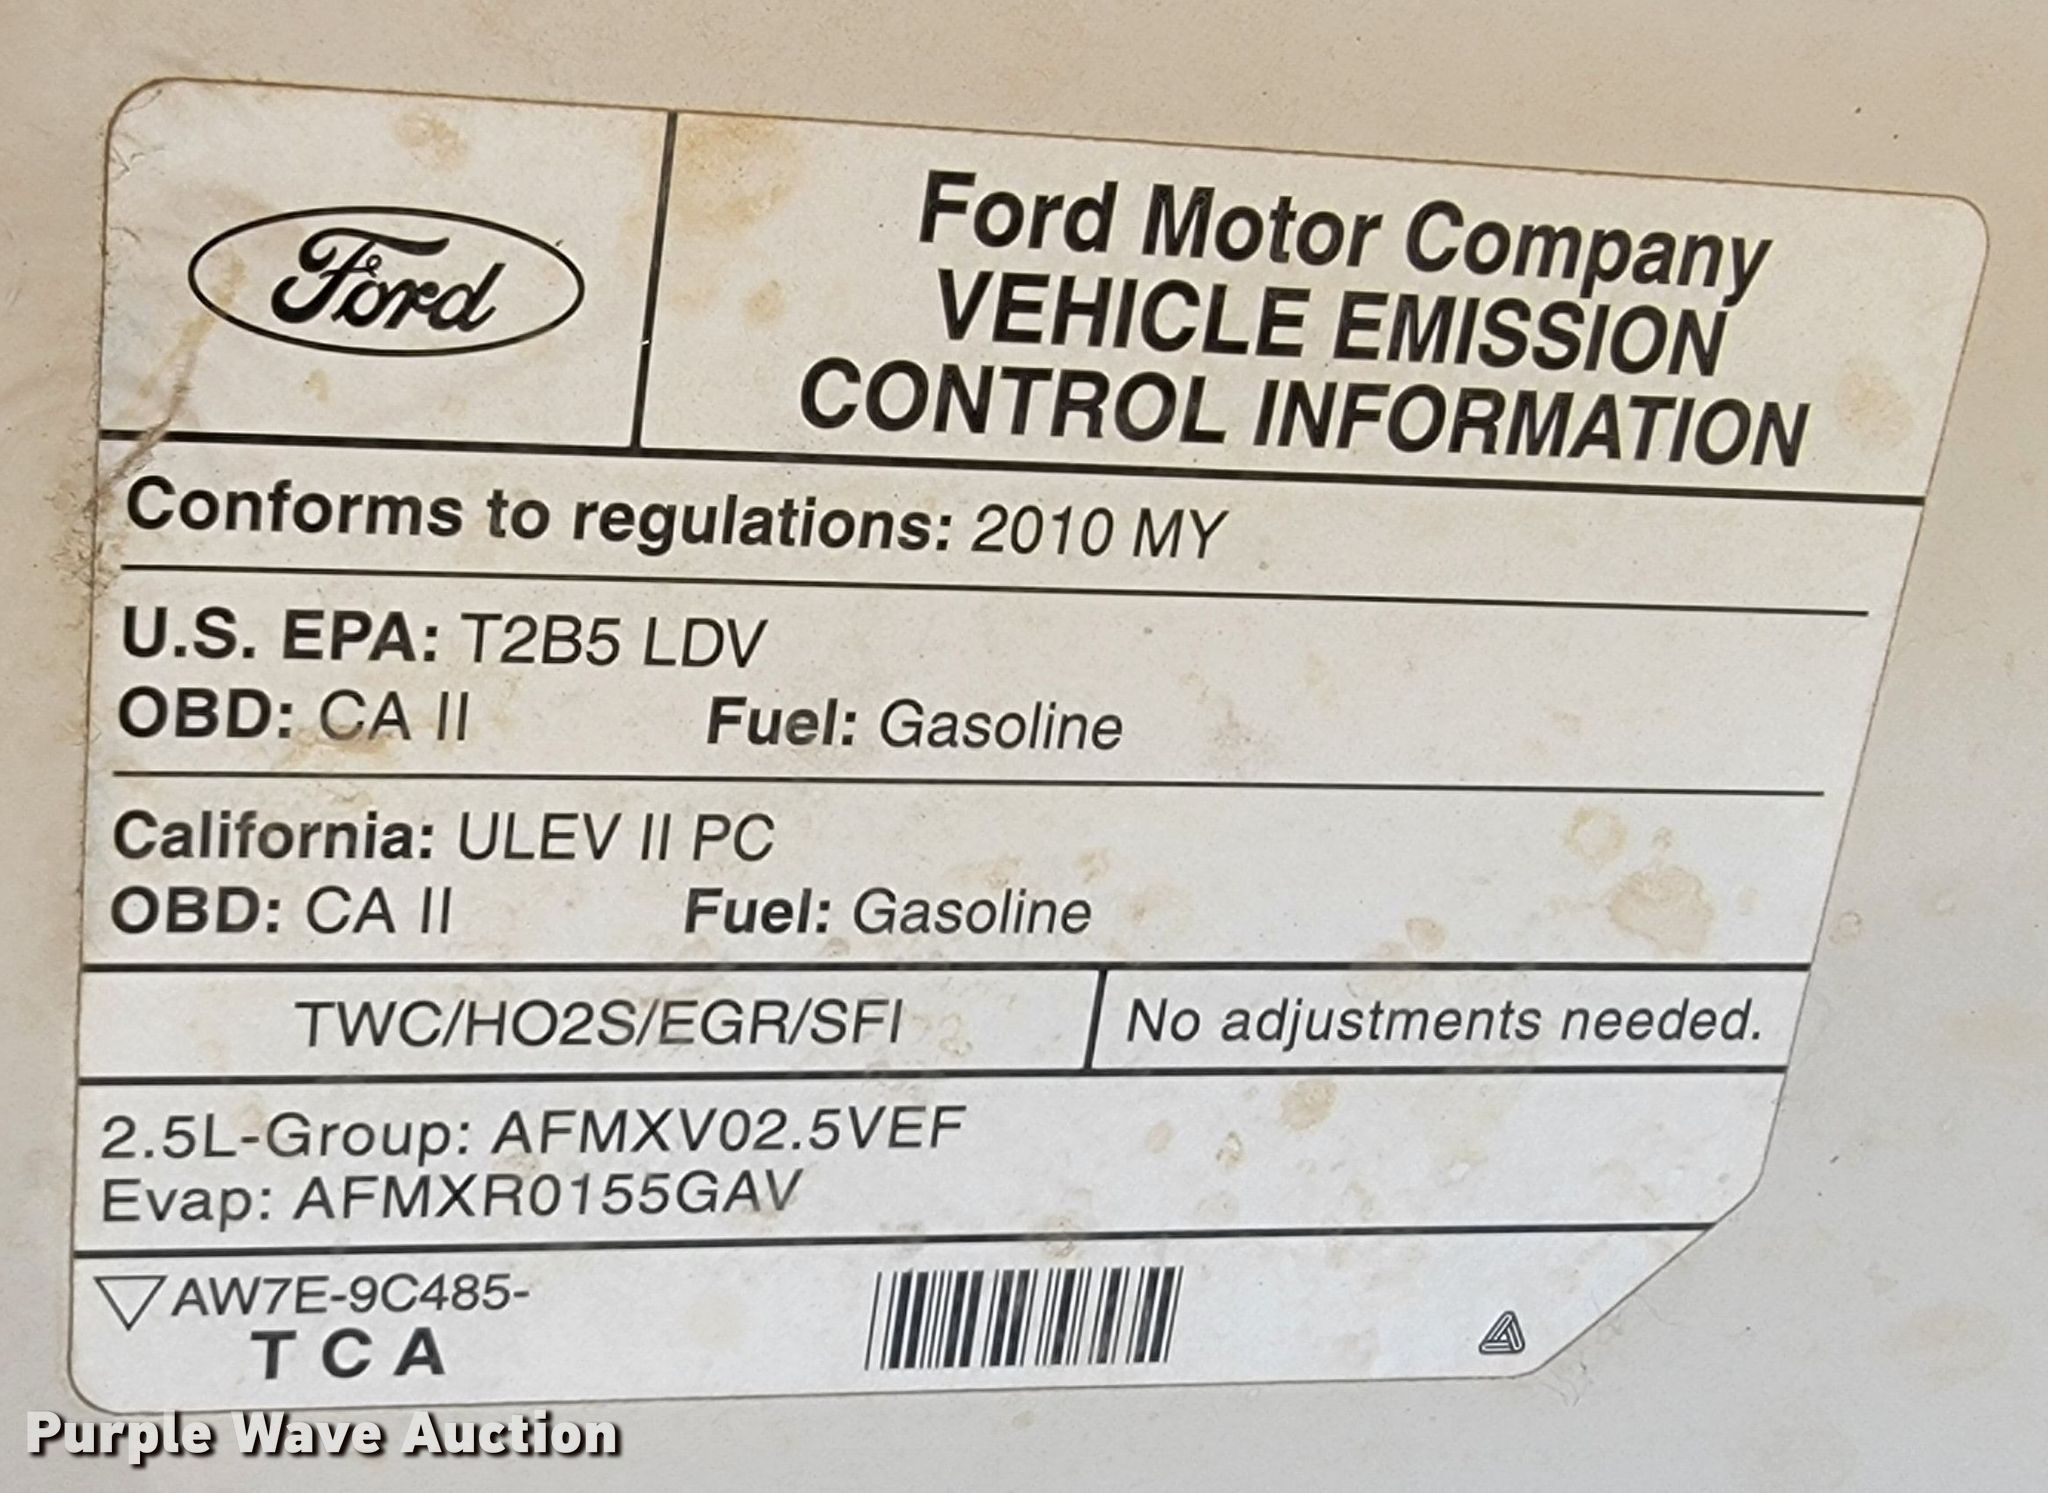 Ford
Ford Motor Company
VEHICLE EMISSION
CONTROL INFORMATION
Conforms to regulations: 2010 MY
U.S. EPA: T2B5 LDV
OBD: CA II Fuel: Gasoline
California: ULEV II PC
OBD: CA II Fuel: Gasoline
TWC/HO2S/EGR/SFI
No adjustments needed.
2.5L-Group: AFMXV02.5VEF
Evap: AFMXR0155GAV
AW7E-9C485-
T C A
Purple Wave Auction